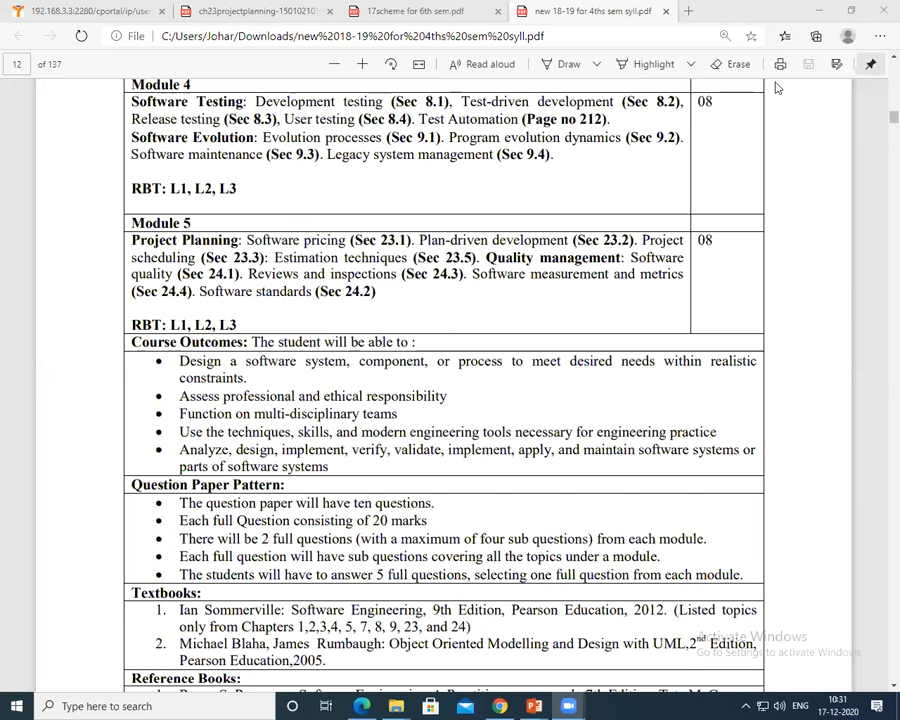 192.168.3.3:2280/cportal/ip/user
ch23projectplanning-150102101
17scheme for 6th sem.pdf
new 18-19 for 4ths sem syll.pdf
File
C:/Users/Johar/Downloads/new%2018-19%20for%204ths%20sem%20syll.pdf
12 of 137
Read aloud
Draw
Highlight
Erase
Module 4
Software Testing: Development testing (Sec 8.1), Test-driven development (Sec 8.2),
08
Release testing (Sec 8.3), User testing (Sec 8.4). Test Automation (Page no 212).
Software Evolution: Evolution processes (Sec 9.1). Program evolution dynamics (Sec 9.2).
Software maintenance (Sec 9.3). Legacy system management (Sec 9.4).
RBT: L1, L2, L3
Module 5
Project Planning: Software pricing (Sec 23.1). Plan-driven development (Sec 23.2). Project
08
scheduling (Sec 23.3): Estimation techniques (Sec 23.5). Quality management: Software
quality (Sec 24.1). Reviews and inspections (Sec 24.3). Software measurement and metrics
(Sec 24.4). Software standards (Sec 24.2)
RBT: L1, L2, L3
Course Outcomes: The student will be able to :
• Design a software system, component, or process to meet desired needs within realistic
constraints.
• Assess professional and ethical responsibility
• Function on multi-disciplinary teams
• Use the techniques, skills, and modern engineering tools necessary for engineering practice
• Analyze, design, implement, verify, validate, implement, apply, and maintain software systems or
parts of software systems
Question Paper Pattern:
• The question paper will have ten questions.
• Each full Question consisting of 20 marks
• There will be 2 full questions (with a maximum of four sub questions) from each module.
• Each full question will have sub questions covering all the topics under a module.
• The students will have to answer 5 full questions, selecting one full question from each module.
Textbooks:
1. Ian Sommerville: Software Engineering, 9th Edition, Pearson Education, 2012. (Listed topics
only from Chapters 1,2,3,4, 5, 7, 8, 9, 23, and 24)
2. Michael Blaha, James Rumbaugh: Object Oriented Modelling and Design with UML,2nd Edition,
Pearson Education,2005.
Activate Windows
Go to Settings to activate Windows.
Reference Books:
Type here to search
10:31
17-12-2020